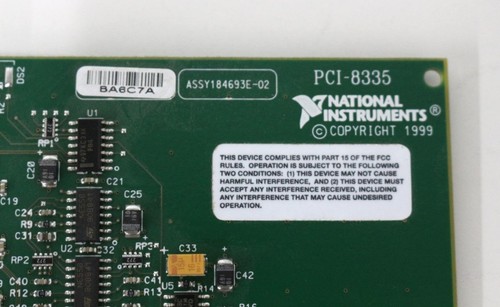 DS2
BA6C7A
ASSY184693E-02
PCI-8335
NATIONAL
INSTRUMENTS®
© COPYRIGHT 1999
THIS DEVICE COMPLIES WITH PART 15 OF THE FCC
RULES. OPERATION IS SUBJECT TO THE FOLLOWING
TWO CONDITIONS: (1) THIS DEVICE MAY NOT CAUSE
HARMFUL INTERFERENCE, AND (2) THIS DEVICE MUST
ACCEPT ANY INTERFERENCE RECEIVED, INCLUDING
ANY INTERFERENCE THAT MAY CAUSE UNDESIRED
OPERATION.
U1
RP1
C20
C21
C19
C24
C25
R9
C31
U2
C32
RP3
C33
RP2
C40
C41
C42
U5
R14
R12
R13
R16